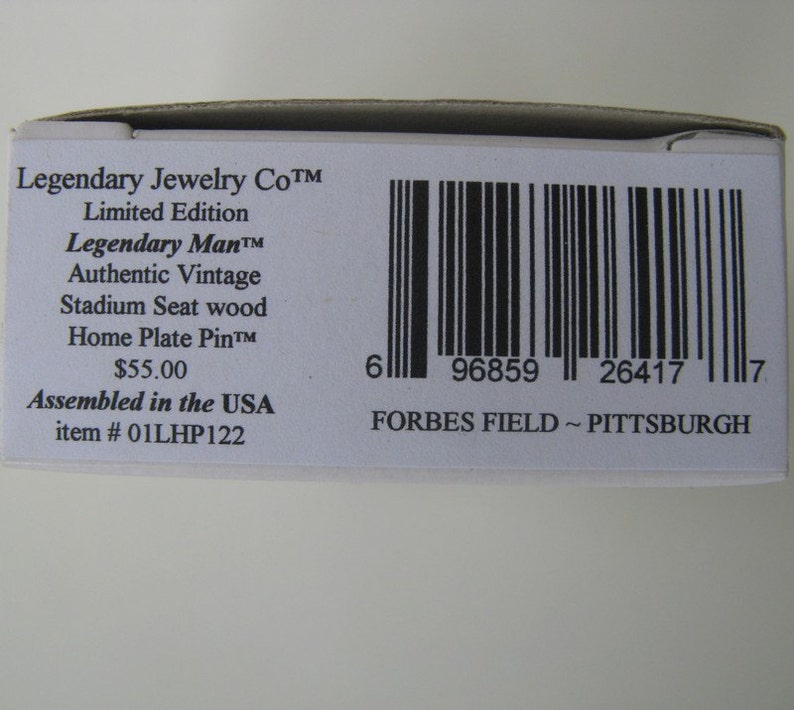 Legendary Jewelry Co™
Limited Edition
Legendary Man™
Authentic Vintage
Stadium Seat wood
Home Plate Pin™
$55.00
Assembled in the USA
item # 01LHP122
6 96859 26417 7
FORBES FIELD ~ PITTSBURGH